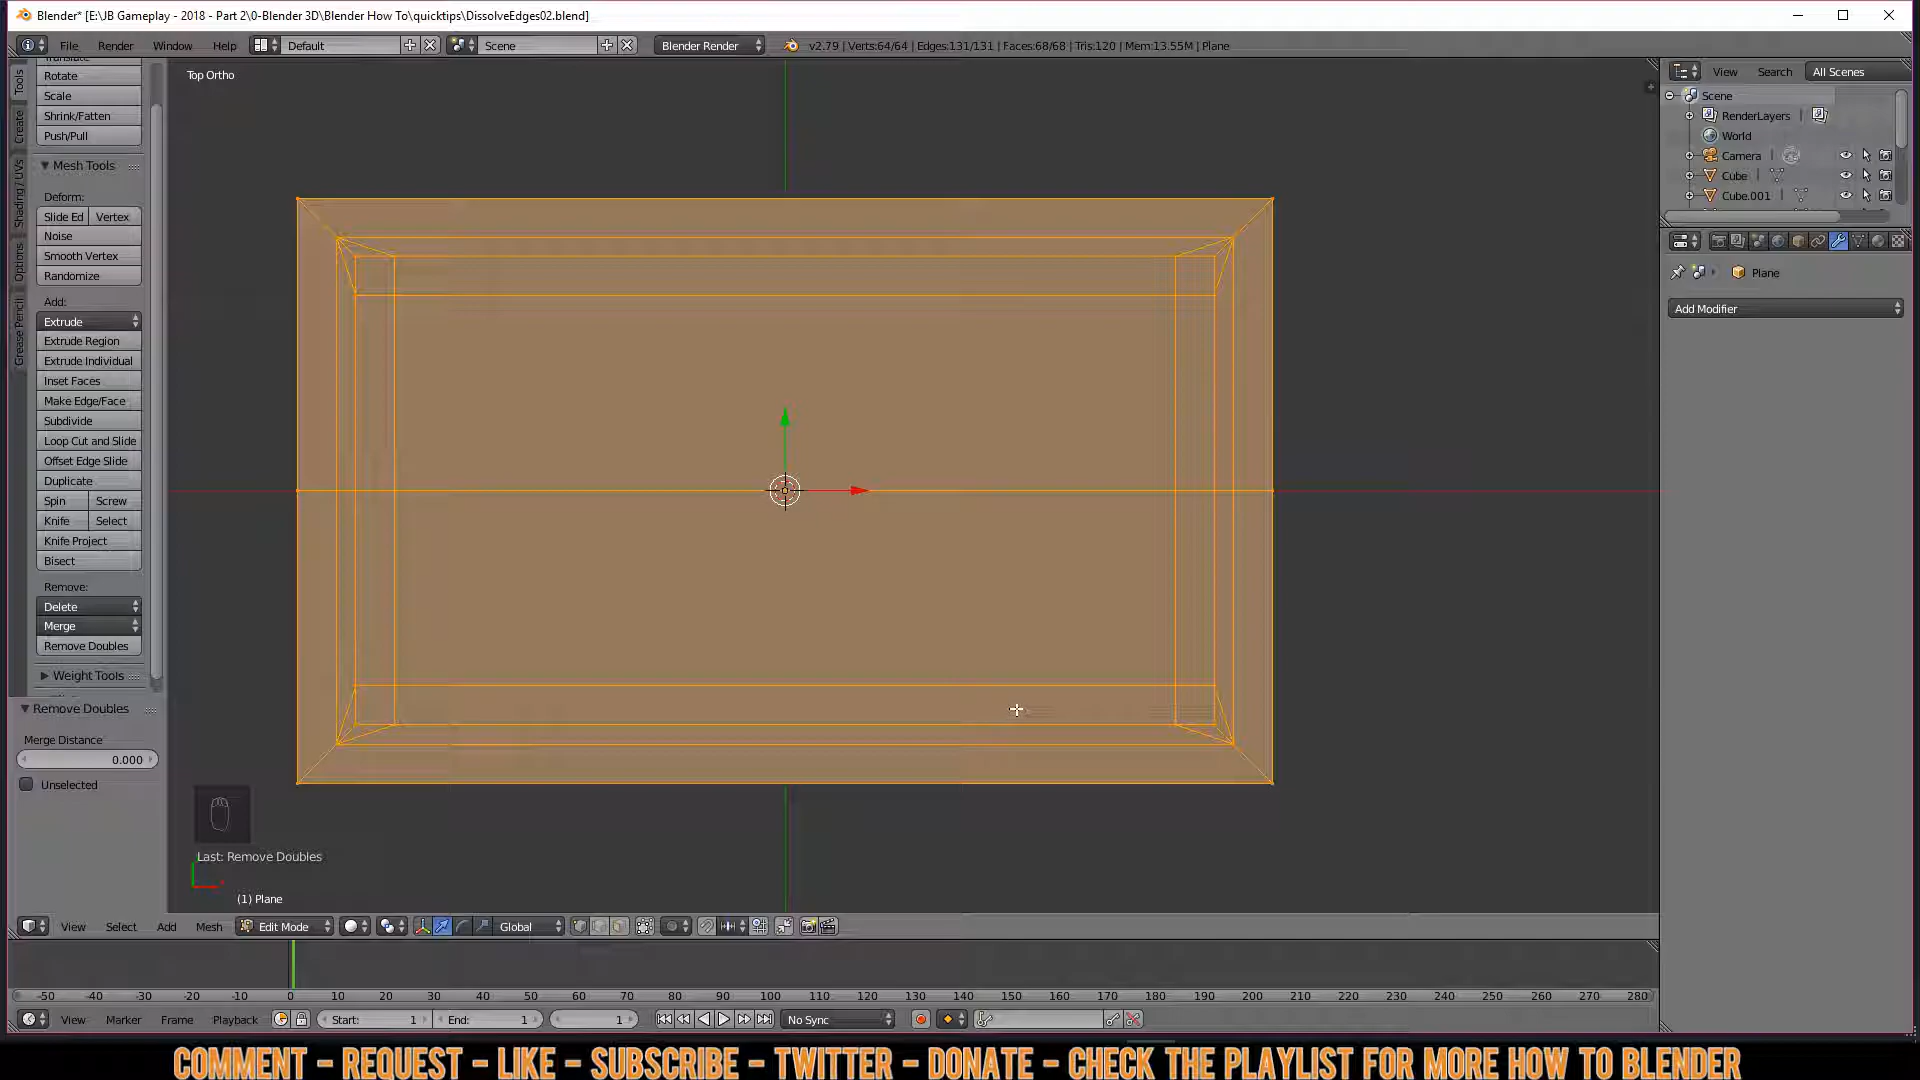 Blender* [E:\JB Gameplay - 2018 - Part 2\0-Blender 3D\Blender How To\quicktips\DissolveEdges02.blend]
File Render Window Help Default Scene Blender Render v2.79 | Verts:64/64 | Edges:131/131 | Faces:68/68 | Tris:120 | Mem:13.55M | Plane
Top Ortho
Tools
Create
Shading / UVs
Options
Grease Pencil
Translate
Rotate
Scale
Shrink/Fatten
Push/Pull
Mesh Tools
Deform:
Slide Ed Vertex
Noise
Smooth Vertex
Randomize
Add:
Extrude
Extrude Region
Extrude Individual
Inset Faces
Make Edge/Face
Subdivide
Loop Cut and Slide
Offset Edge Slide
Duplicate
Spin Screw
Knife Select
Knife Project
Bisect
Remove:
Delete
Merge
Remove Doubles
Weight Tools
Remove Doubles
Merge Distance
0.000
Unselected
Last: Remove Doubles
(1) Plane
View Search All Scenes
Scene
RenderLayers
World
Camera
Cube
Cube.001
Plane
Add Modifier
View Select Add Mesh Edit Mode Global
-50 -40 -30 -20 -10 0 10 20 30 40 50 60 70 80 90 100 110 120 130 140 150 160 170 180 190 200 210 220 230 240 250 260 270 280
View Marker Frame Playback Start: 1 End: 1 1 No Sync
COMMENT - REQUEST - LIKE - SUBSCRIBE - TWITTER - DONATE - CHECK THE PLAYLIST FOR MORE HOW TO BLENDER